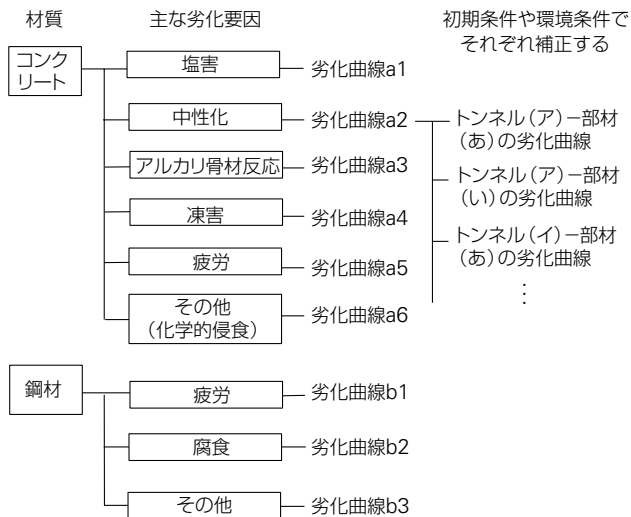 材質
主な劣化要因
初期条件や環境条件で
それぞれ補正する
コンク
リート
塩害
劣化曲線a1
中性化
劣化曲線a2
トンネル(ア)−部材
(あ)の劣化曲線
アルカリ骨材反応
劣化曲線a3
トンネル(ア)−部材
(い)の劣化曲線
凍害
劣化曲線a4
トンネル(イ)−部材
(あ)の劣化曲線
疲労
劣化曲線a5
⋮
その他
(化学的侵食)
劣化曲線a6
鋼材
疲労
劣化曲線b1
腐食
劣化曲線b2
その他
劣化曲線b3